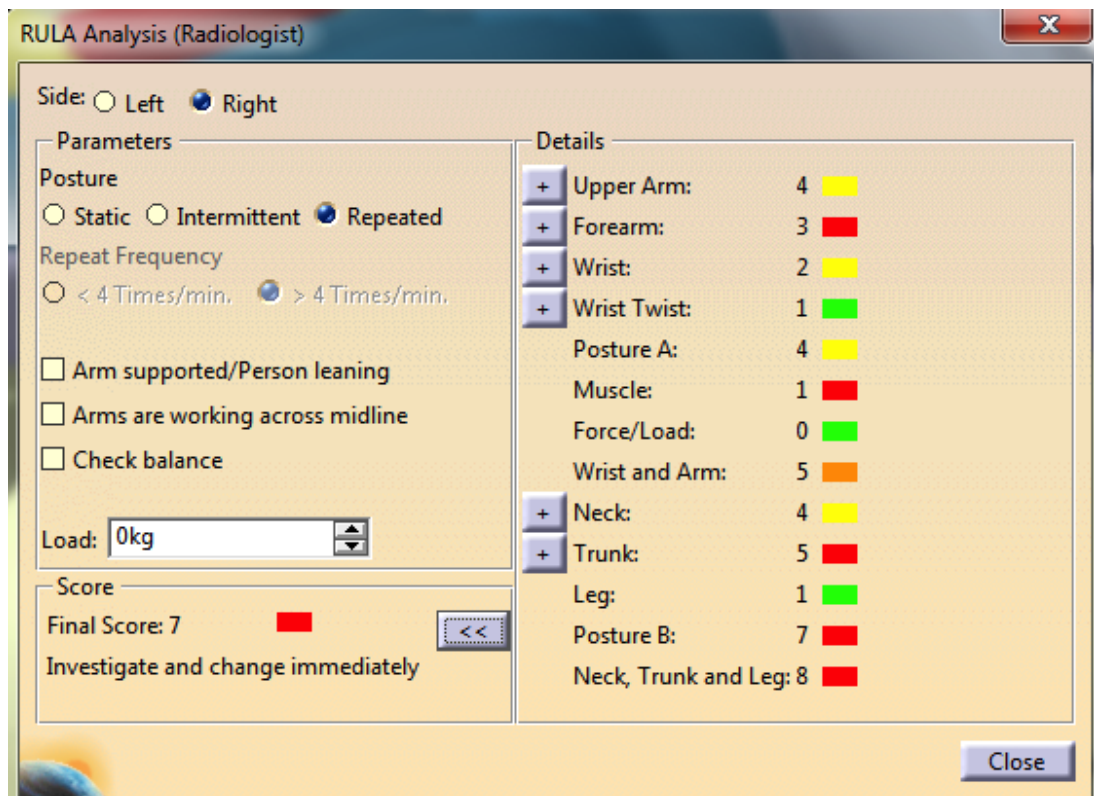 RULA Analysis (Radiologist)
X
Side: Left Right
Parameters
Posture
Static Intermittent Repeated
Repeat Frequency
< 4 Times/min. > 4 Times/min.
Arm supported/Person leaning
Arms are working across midline
Check balance
Load: 0kg
Score
Final Score: 7
<<
Investigate and change immediately
Details
+ Upper Arm: 4
+ Forearm: 3
+ Wrist: 2
+ Wrist Twist: 1
Posture A: 4
Muscle: 1
Force/Load: 0
Wrist and Arm: 5
+ Neck: 4
+ Trunk: 5
Leg: 1
Posture B: 7
Neck, Trunk and Leg: 8
Close